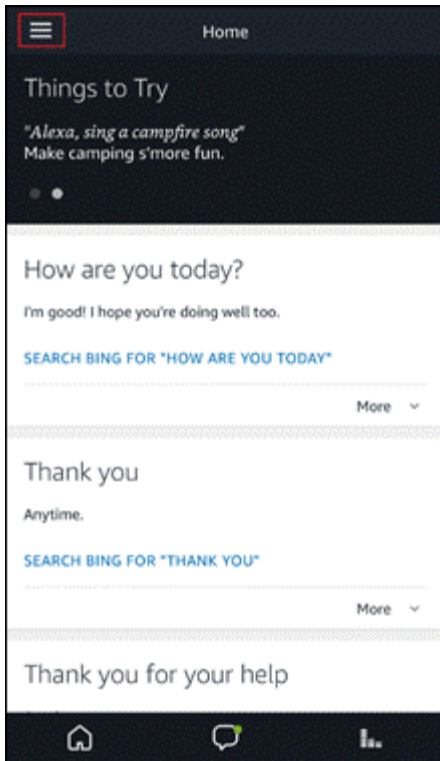 Home
Things to Try
"Alexa, sing a campfire song"
Make camping s'more fun.
How are you today?
I'm good! I hope you're doing well too.
SEARCH BING FOR "HOW ARE YOU TODAY"
More
Thank you
Anytime.
SEARCH BING FOR "THANK YOU"
More
Thank you for your help